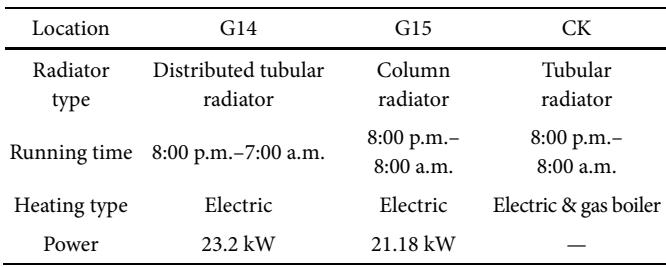 Location G14 G15 CK
Radiator type Distributed tubular radiator Column radiator Tubular radiator
Running time 8:00 p.m.–7:00 a.m. 8:00 p.m.–8:00 a.m. 8:00 p.m.–8:00 a.m.
Heating type Electric Electric Electric & gas boiler
Power 23.2 kW 21.18 kW —